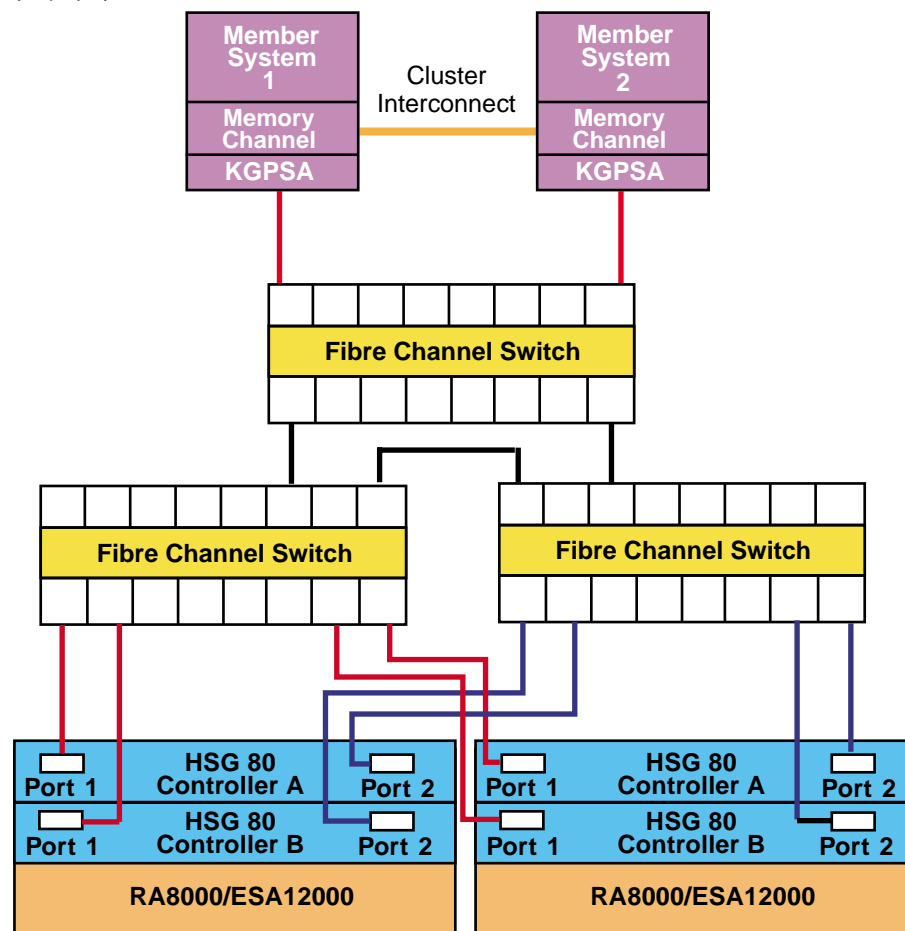 Member
System
1
Member
System
2
Cluster
Interconnect
Memory
Channel
Memory
Channel
KGPSA
KGPSA
Fibre Channel Switch
Fibre Channel Switch
Fibre Channel Switch
HSG 80
Controller A
Port 1
Port 2
HSG 80
Controller B
Port 1
Port 2
RA8000/ESA12000
HSG 80
Controller A
Port 1
Port 2
HSG 80
Controller B
Port 1
Port 2
RA8000/ESA12000